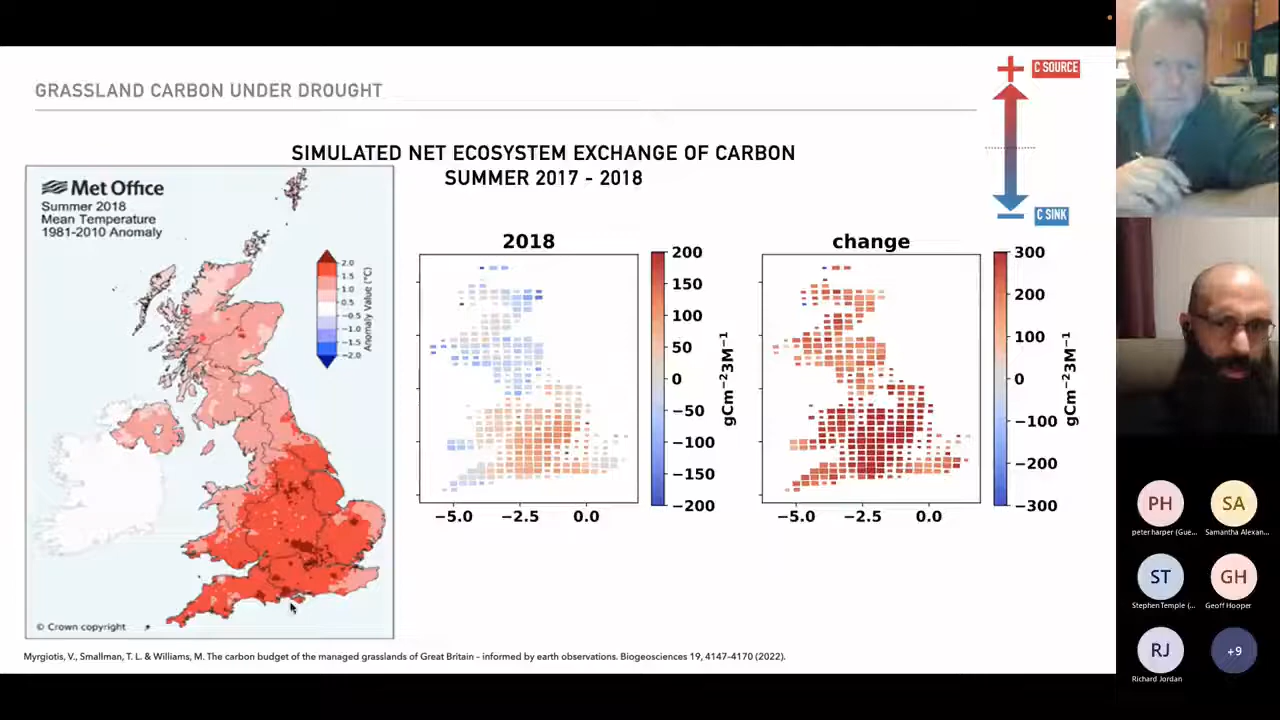 GRASSLAND CARBON UNDER DROUGHT
C SOURCE
C SINK
SIMULATED NET ECOSYSTEM EXCHANGE OF CARBON
SUMMER 2017 - 2018
Met Office
Summer 2018
Mean Temperature
1981-2010 Anomaly
2.0
1.5
1.0
0.5
-0.5
-1.0
-1.5
-2.0
Anomaly Value (°C)
© Crown copyright
2018
200
150
100
50
0
−50
−100
−150
−200
gCm⁻²3M⁻¹
−5.0 −2.5 0.0
change
300
200
100
0
−100
−200
−300
gCm⁻²3M⁻¹
−5.0 −2.5 0.0
Myrgiotis, V., Smallman, T. L. & Williams, M. The carbon budget of the managed grasslands of Great Britain - informed by earth observations. Biogeosciences 19, 4147-4170 (2022).
PH
SA
peter harper (Gue...
Samantha Alexan...
ST
GH
Stephen Temple (...
Geoff Hooper
RJ
+9
Richard Jordan